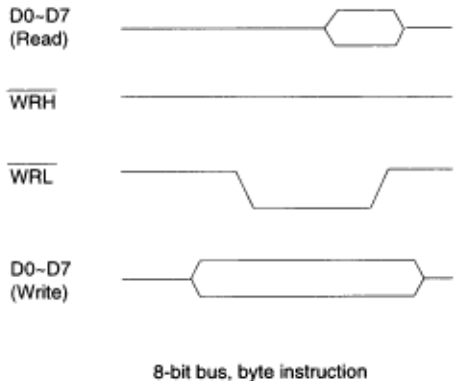 D0~D7
(Read)
WRH
WRL
D0~D7
(Write)
8-bit bus, byte instruction